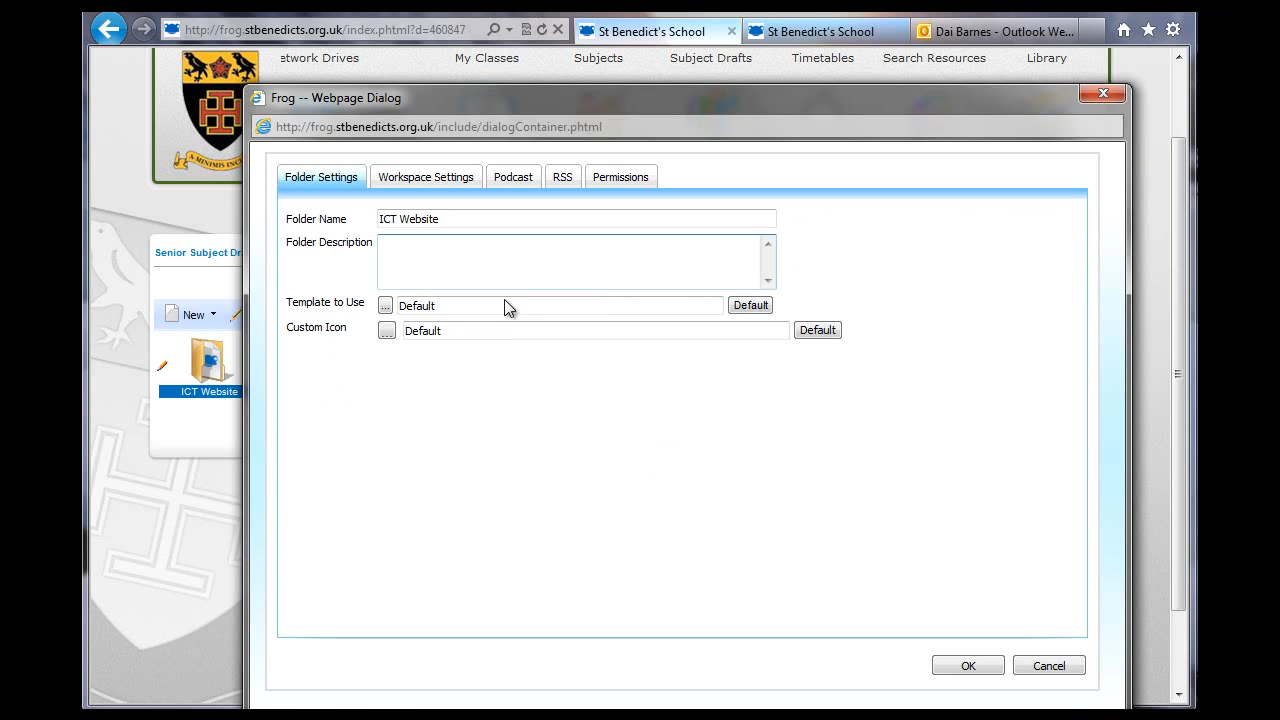 http://frog.stbenedicts.org.uk/index.phtml?d=460847
St Benedict's School
St Benedict's School
Dai Barnes - Outlook We...
twork Drives
My Classes
Subjects
Subject Drafts
Timetables
Search Resources
Library
Frog -- Webpage Dialog
http://frog.stbenedicts.org.uk/include/dialogContainer.phtml
A MINIMIS INC
Folder Settings
Workspace Settings
Podcast
RSS
Permissions
Folder Name
ICT Website
Folder Description
Template to Use
...
Default
Default
Custom Icon
...
Default
Default
Senior Subject Dr
New
ICT Website
OK
Cancel